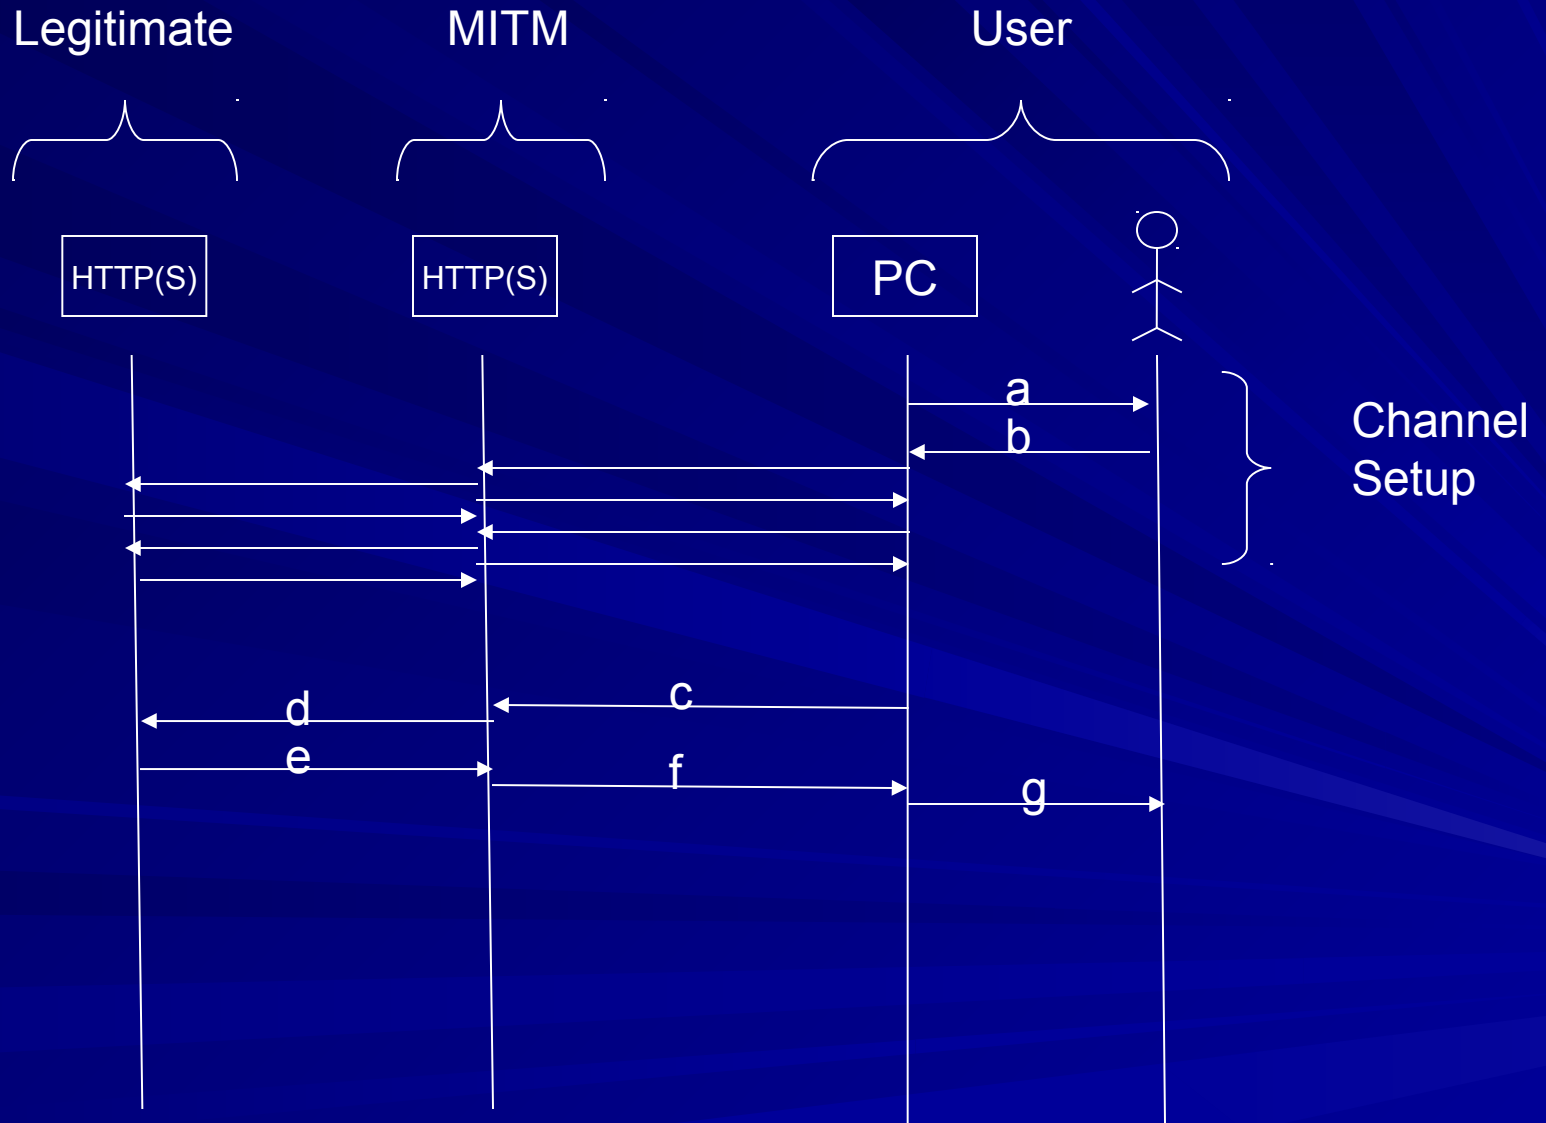 Legitimate
MITM
User
HTTP(S)
HTTP(S)
PC
a
b
Channel
Setup
c
d
e
f
g